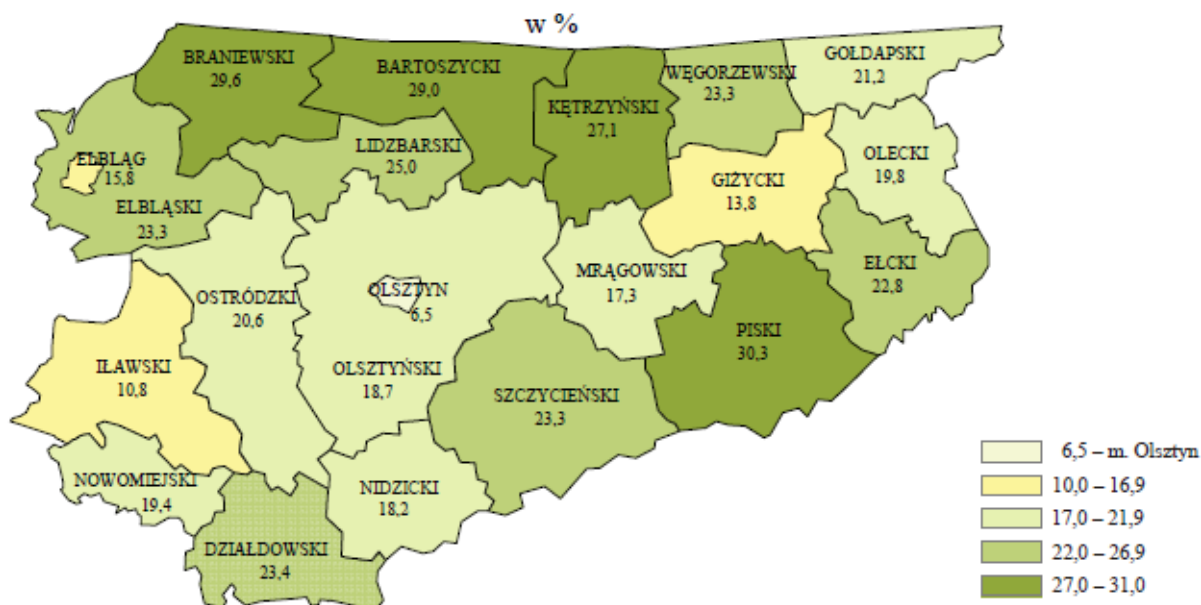 w %
BRANIEWSKI
29,6
BARTOSZYCKI
29,0
KĘTRZYŃSKI
27,1
WĘGORZEWSKI
23,3
GOŁDAPSKI
21,2
ELBLĄG
15,8
LIDZBARSKI
25,0
GIŻYCKI
13,8
OLECKI
19,8
ELBLĄSKI
23,3
OSTRÓDZKI
20,6
OLSZTYN
6,5
MRĄGOWSKI
17,3
EŁCKI
22,8
IŁAWSKI
10,8
OLSZTYŃSKI
18,7
SZCZYCIEŃSKI
23,3
PISKI
30,3
NOWOMIEJSKI
19,4
NIDZICKI
18,2
DZIAŁDOWSKI
23,4
6,5 – m. Olsztyn
10,0 – 16,9
17,0 – 21,9
22,0 – 26,9
27,0 – 31,0